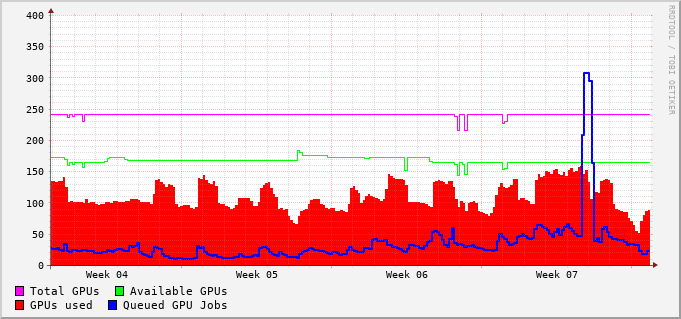 400
350
300
250
200
150
100
50
0
Week 04 Week 05 Week 06 Week 07
Total GPUs Available GPUs
GPUs used Queued GPU Jobs
RRDTOOL / TOBI OETIKER